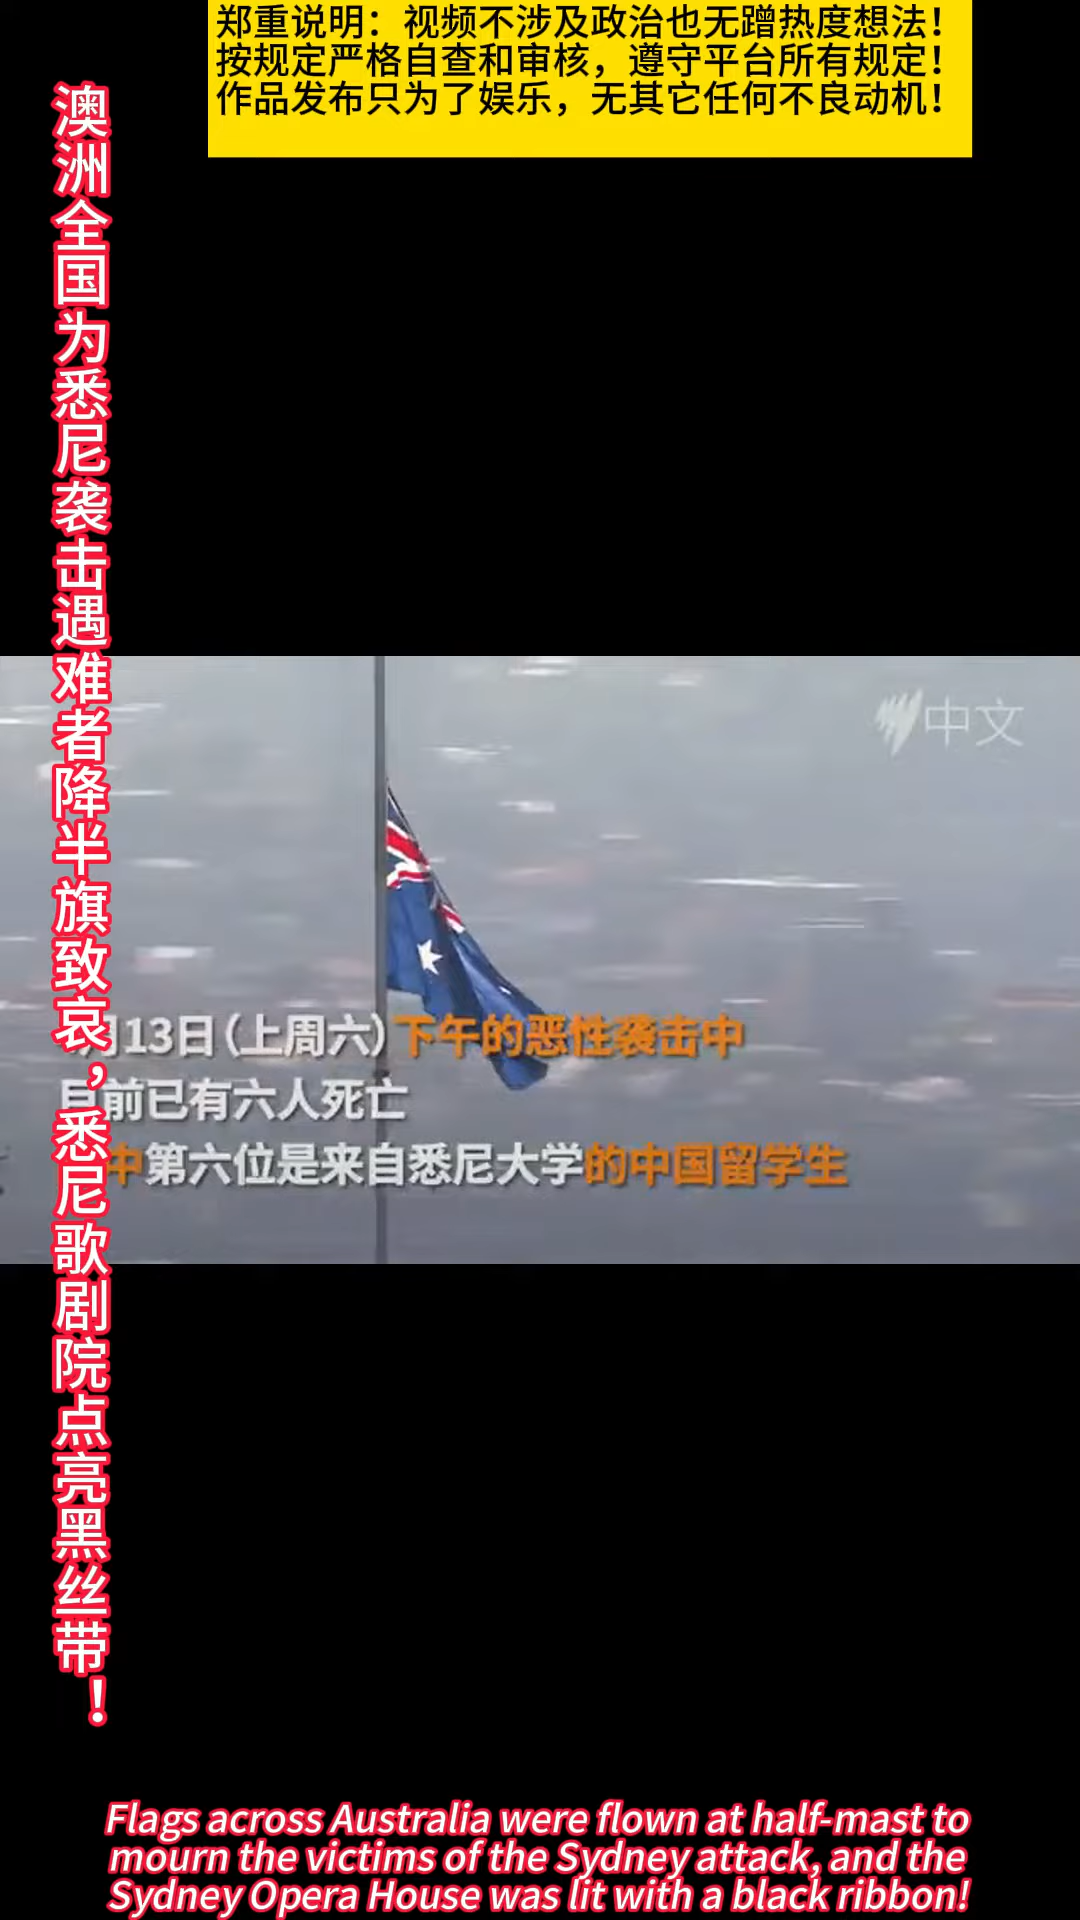 郑重说明：视频不涉及政治也无蹭热度想法！
按规定严格自查和审核，遵守平台所有规定！
作品发布只为了娱乐，无其它任何不良动机！
澳洲全国为悉尼袭击遇难者降半旗致哀，悉尼歌剧院点亮黑丝带！
中文
月13日（上周六）下午的恶性袭击中
目前已有六人死亡
中第六位是来自悉尼大学的中国留学生
Flags across Australia were flown at half-mast to
mourn the victims of the Sydney attack, and the
Sydney Opera House was lit with a black ribbon!